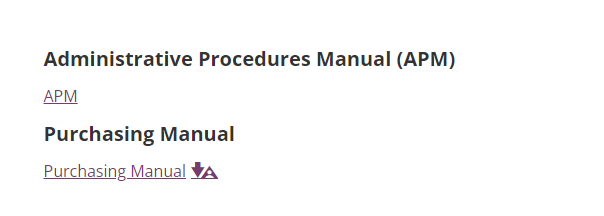 Administrative Procedures Manual (APM)
APM
Purchasing Manual
Purchasing Manual